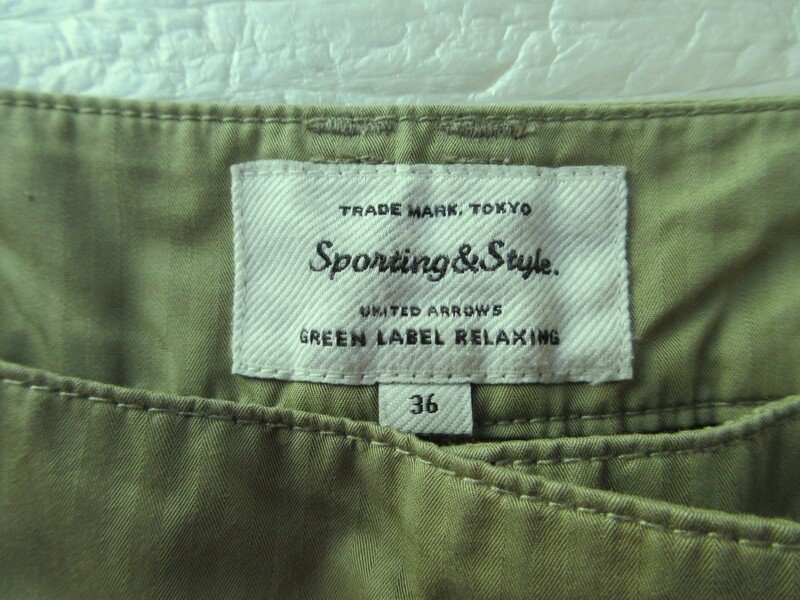 TRADE MARK. TOKYO
Sporting&Style.
UNITED ARROWS
GREEN LABEL RELAXING
36